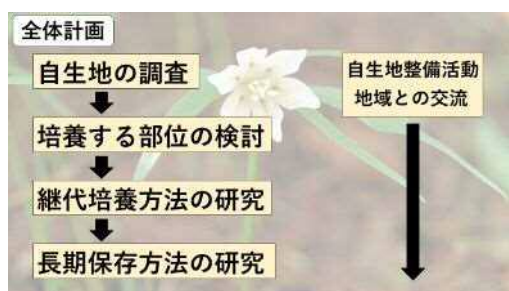 全体計画
自生地の調査
培養する部位の検討
継代培養方法の研究
長期保存方法の研究
自生地整備活動
地域との交流